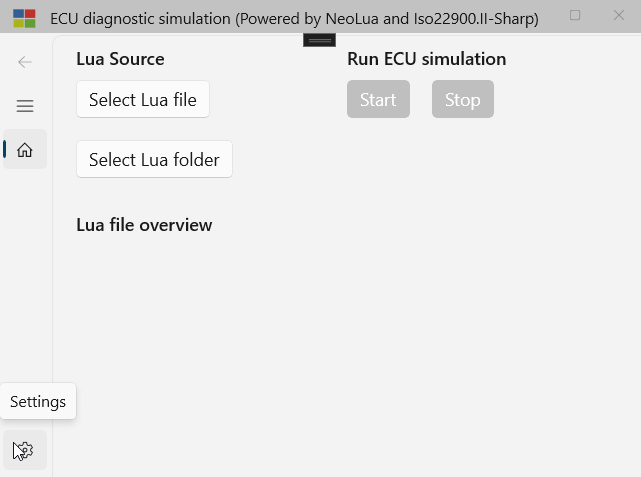 ECU diagnostic simulation (Powered by NeoLua and Iso22900.II-Sharp)
Lua Source
Run ECU simulation
Select Lua file
Start
Stop
Select Lua folder
Lua file overview
Settings